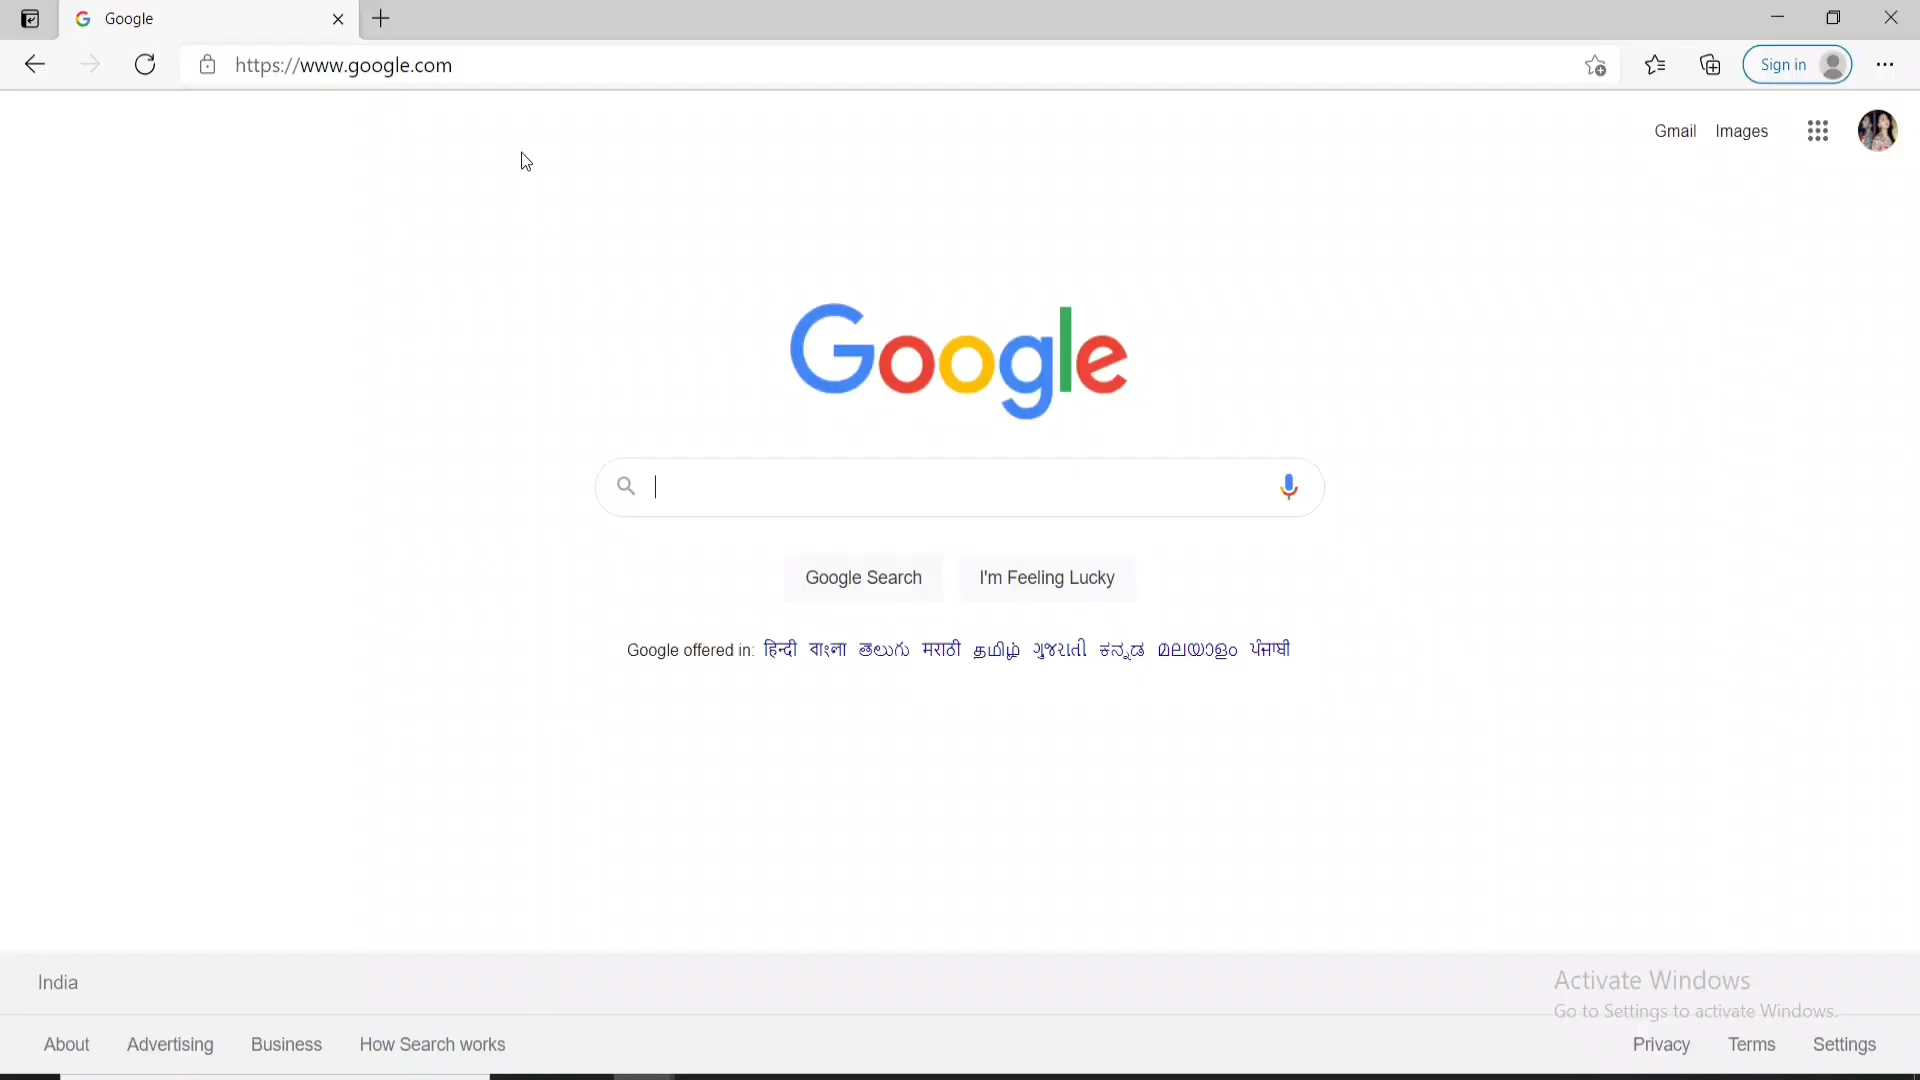 Google
https://www.google.com
Sign in
Gmail Images
Google
Google Search I'm Feeling Lucky
Google offered in: हिन्दी বাংলা తెలుగు मराठी தமிழ் ગુજરાતી ಕನ್ನಡ മലയാളം ਪੰਜਾਬੀ
India
Activate Windows
Go to Settings to activate Windows.
About Advertising Business How Search works Privacy Terms Settings